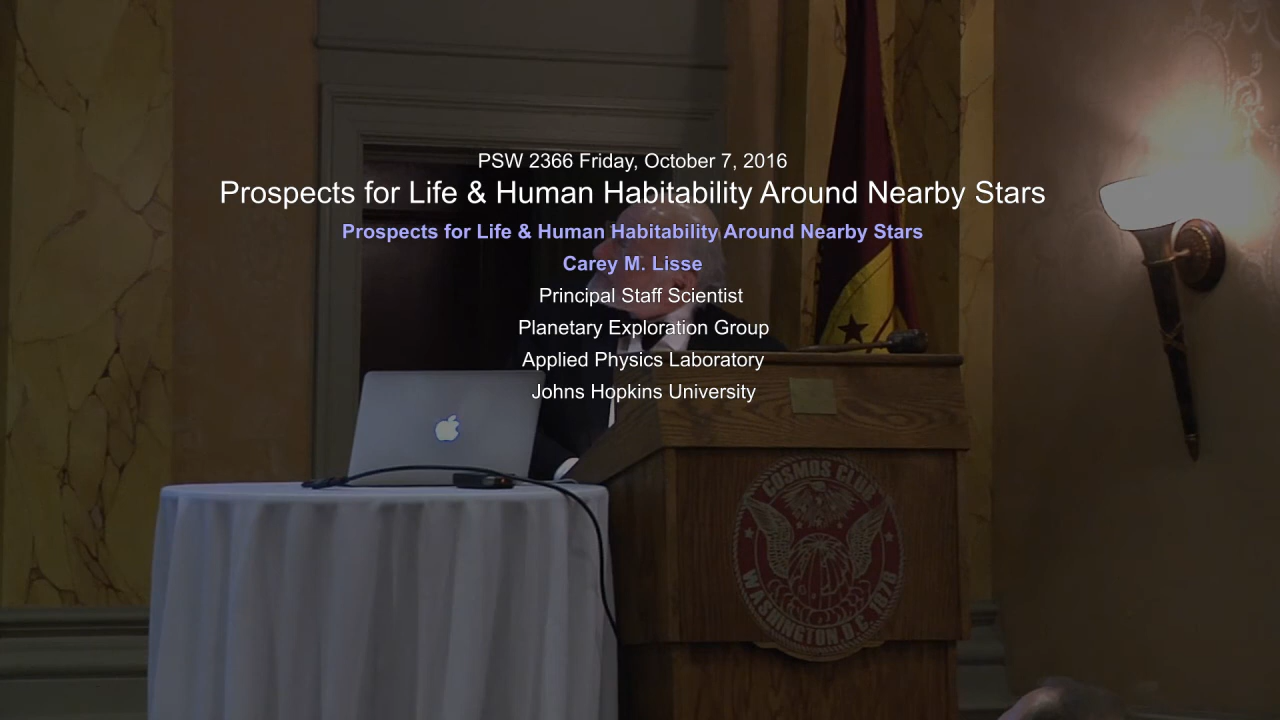 PSW 2366 Friday, October 7, 2016
Prospects for Life & Human Habitability Around Nearby Stars
Prospects for Life & Human Habitability Around Nearby Stars
Carey M. Lisse
Principal Staff Scientist
Planetary Exploration Group
Applied Physics Laboratory
Johns Hopkins University
COSMOS CLUB
WASHINGTON, D.C. 1878